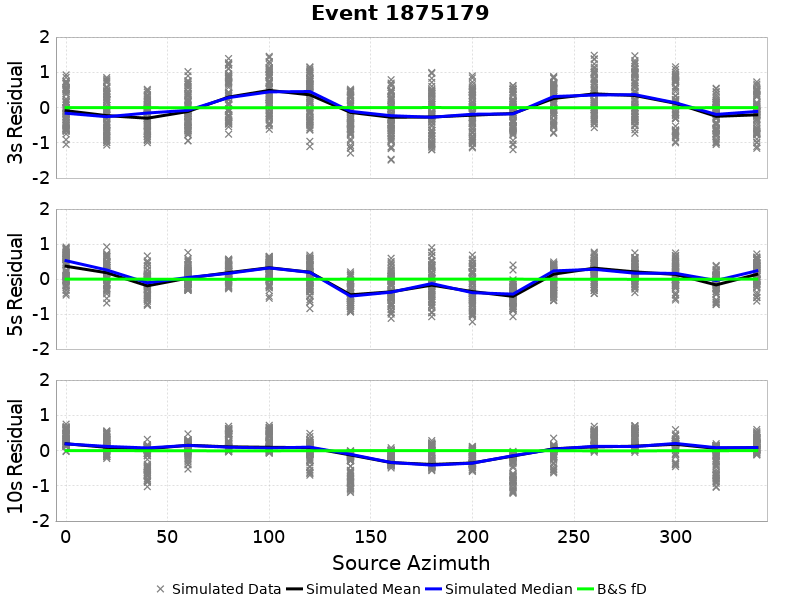 Event 1875179
3s Residual
2
1
0
-1
-2
5s Residual
2
1
0
-1
-2
10s Residual
2
1
0
-1
-2
0 50 100 150 200 250 300
Source Azimuth
Simulated Data Simulated Mean Simulated Median B&S fD